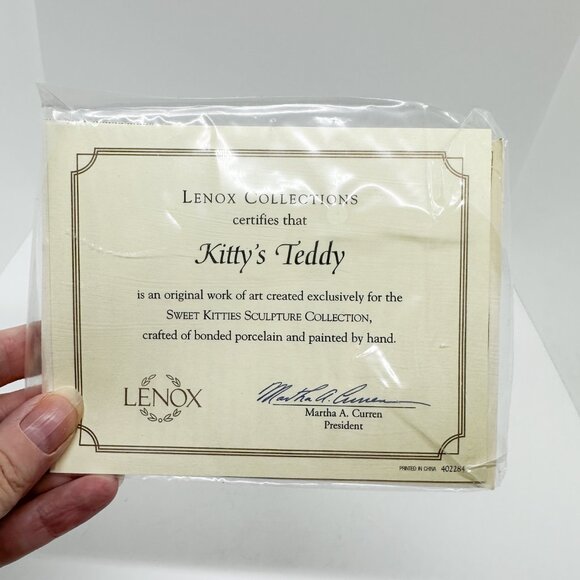 LENOX COLLECTIONS
certifies that
Kitty's Teddy
is an original work of art created exclusively for the
SWEET KITTIES SCULPTURE COLLECTION,
crafted of bonded porcelain and painted by hand.
LENOX
Martha A. Curren
Martha A. Curren
President
PRINTED IN CHINA 402284